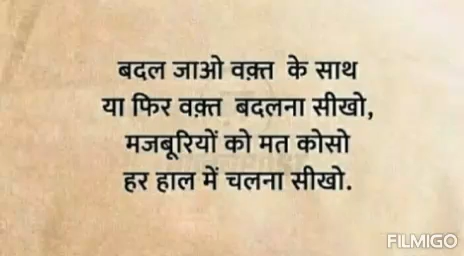 बदल जाओ वक़्त के साथ
या फिर वक़्त बदलना सीखो,
मजबूरियों को मत कोसो
हर हाल में चलना सीखो.
FILMIGO